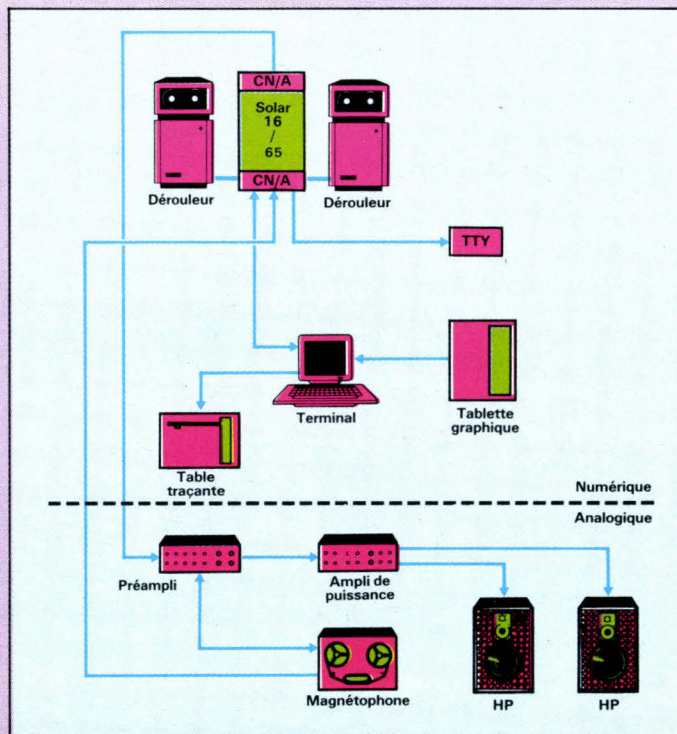 CN/A
Solar
16
/
65
CN/A
Dérouleur
Dérouleur
TTY
Terminal
Tablette
graphique
Table
traçante
Numérique
Analogique
Préampli
Ampli de
puissance
Magnétophone
HP
HP